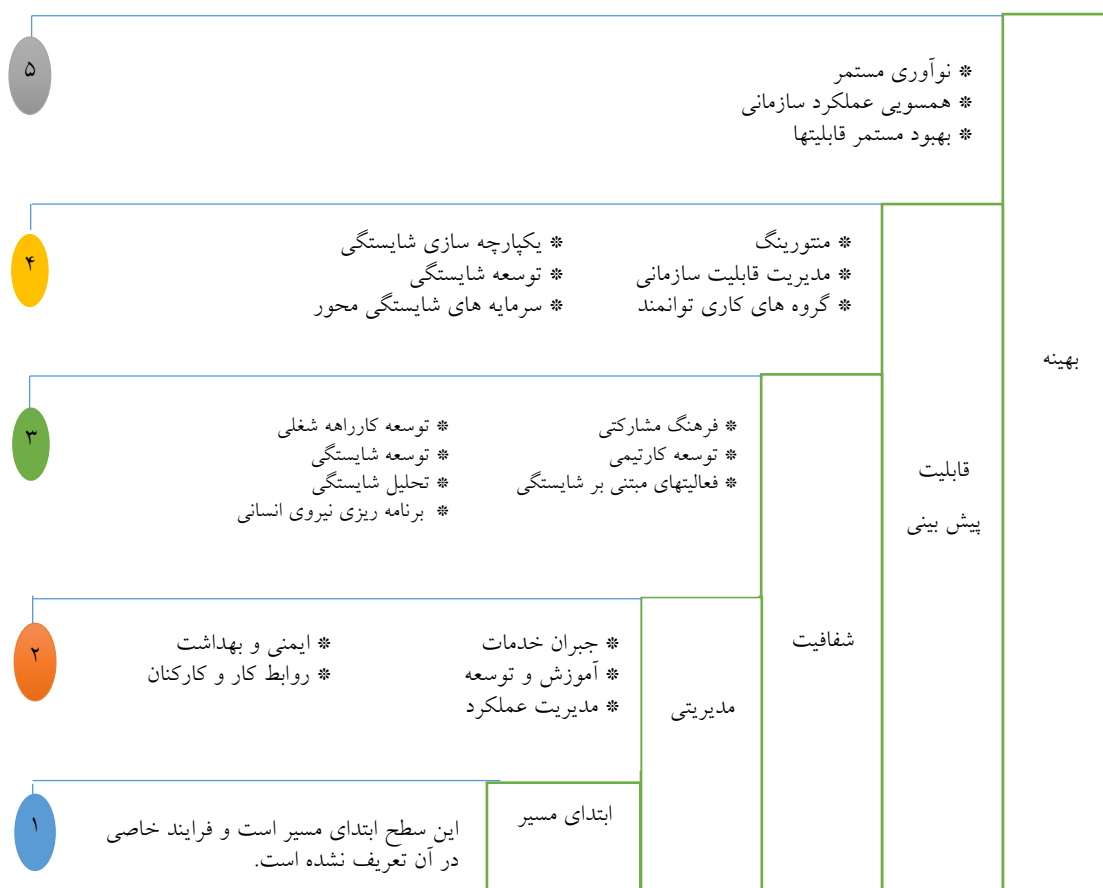 ۵
* نوآوری مستمر
* همسویی عملکرد سازمانی
* بهبود مستمر قابلیتها
بهینه
۴
* منتورینگ
* مدیریت قابلیت سازمانی
* گروه های کاری توانمند
* یکپارچه سازی شایستگی
* توسعه شایستگی
* سرمایه های شایستگی محور
قابلیت
پیش بینی
۳
* فرهنگ مشارکتی
* توسعه کارتیمی
* فعالیتهای مبتنی بر شایستگی
* توسعه کارراهه شغلی
* توسعه شایستگی
* تحلیل شایستگی
* برنامه ریزی نیروی انسانی
شفافیت
۲
* جبران خدمات
* آموزش و توسعه
* مدیریت عملکرد
* ایمنی و بهداشت
* روابط کار و کارکنان
مدیریتی
۱
ابتدای مسیر
این سطح ابتدای مسیر است و فرایند خاصی
در آن تعریف نشده است.